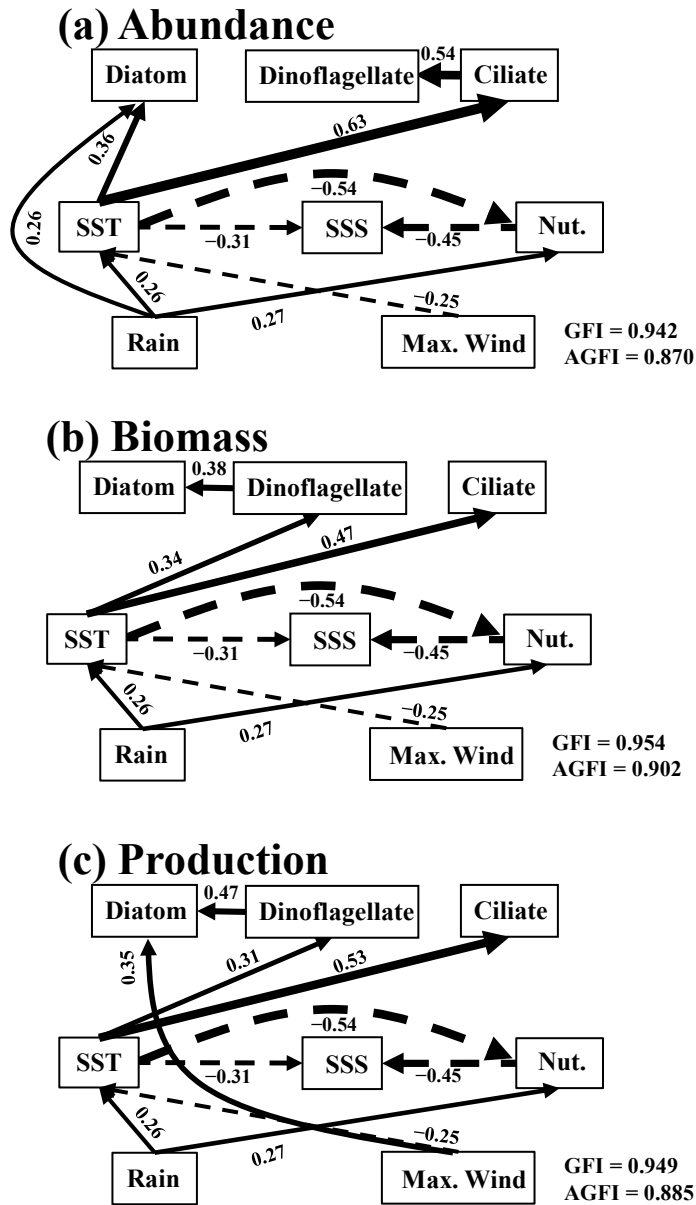 (a) Abundance
0.54
Diatom
Dinoflagellate
Ciliate
0.36
0.63
0.26
−0.54
SST
SSS
Nut.
−0.31
−0.45
0.26
0.27
−0.25
Rain
Max. Wind
GFI = 0.942
AGFI = 0.870
(b) Biomass
0.38
Diatom
Dinoflagellate
Ciliate
0.34
0.47
−0.54
SST
SSS
Nut.
−0.31
−0.45
0.26
0.27
−0.25
Rain
Max. Wind
GFI = 0.954
AGFI = 0.902
(c) Production
0.47
Diatom
Dinoflagellate
Ciliate
0.35
0.31
0.53
−0.54
SST
SSS
Nut.
−0.31
−0.45
0.26
0.27
−0.25
Rain
Max. Wind
GFI = 0.949
AGFI = 0.885